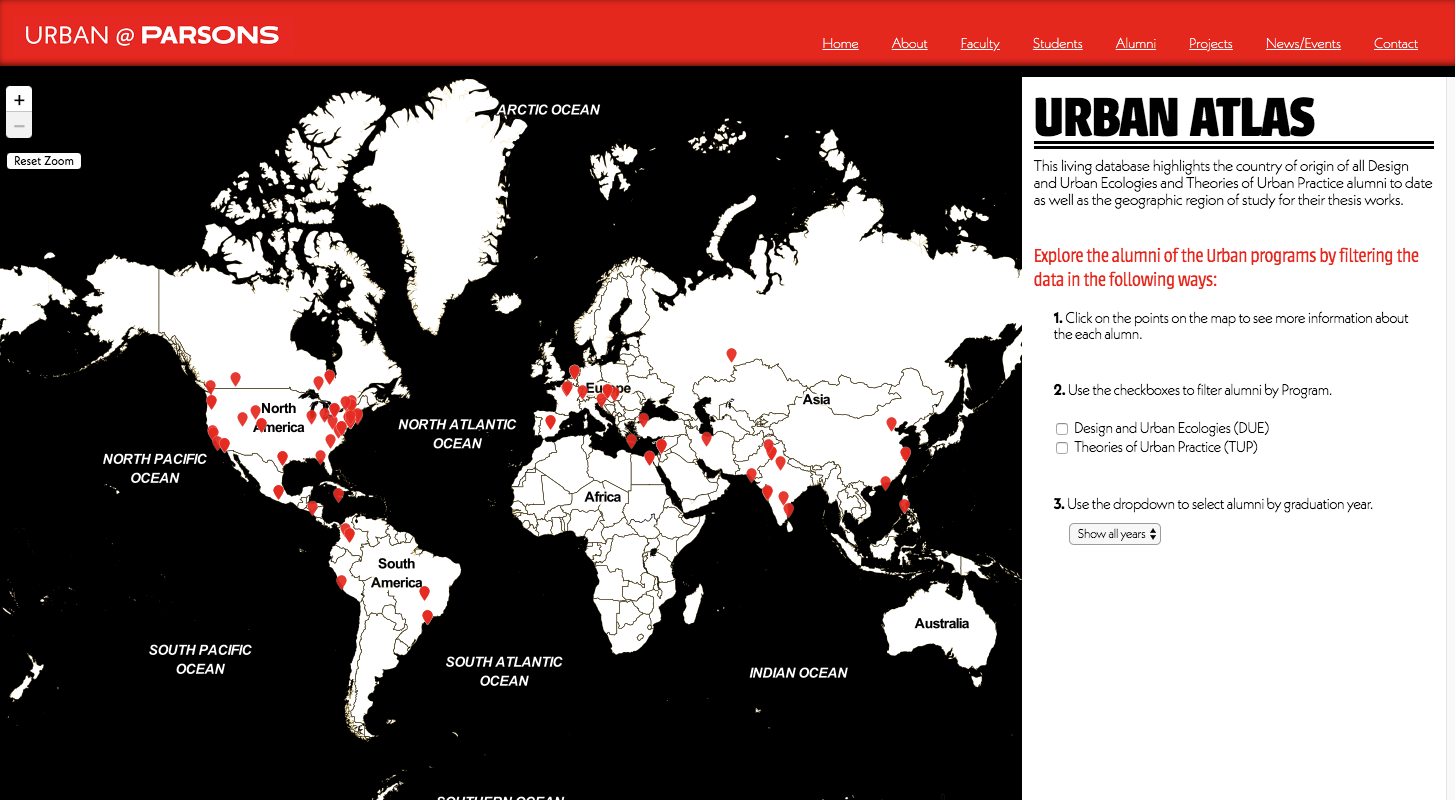 URBAN @ PARSONS
Home About Faculty Students Alumni Projects News/Events Contact
+
−
Reset Zoom
ARCTIC OCEAN
North
America
Europe
Asia
NORTH ATLANTIC
OCEAN
NORTH PACIFIC
OCEAN
Africa
South
America
Australia
SOUTH PACIFIC
OCEAN
SOUTH ATLANTIC
OCEAN
INDIAN OCEAN
SOUTHERN OCEAN
URBAN ATLAS
This living database highlights the country of origin of all Design
and Urban Ecologies and Theories of Urban Practice alumni to date
as well as the geographic region of study for their thesis works.
Explore the alumni of the Urban programs by filtering the
data in the following ways:
1. Click on the points on the map to see more information about
the each alumn.
2. Use the checkboxes to filter alumni by Program.
Design and Urban Ecologies (DUE)
Theories of Urban Practice (TUP)
3. Use the dropdown to select alumni by graduation year.
Show all years